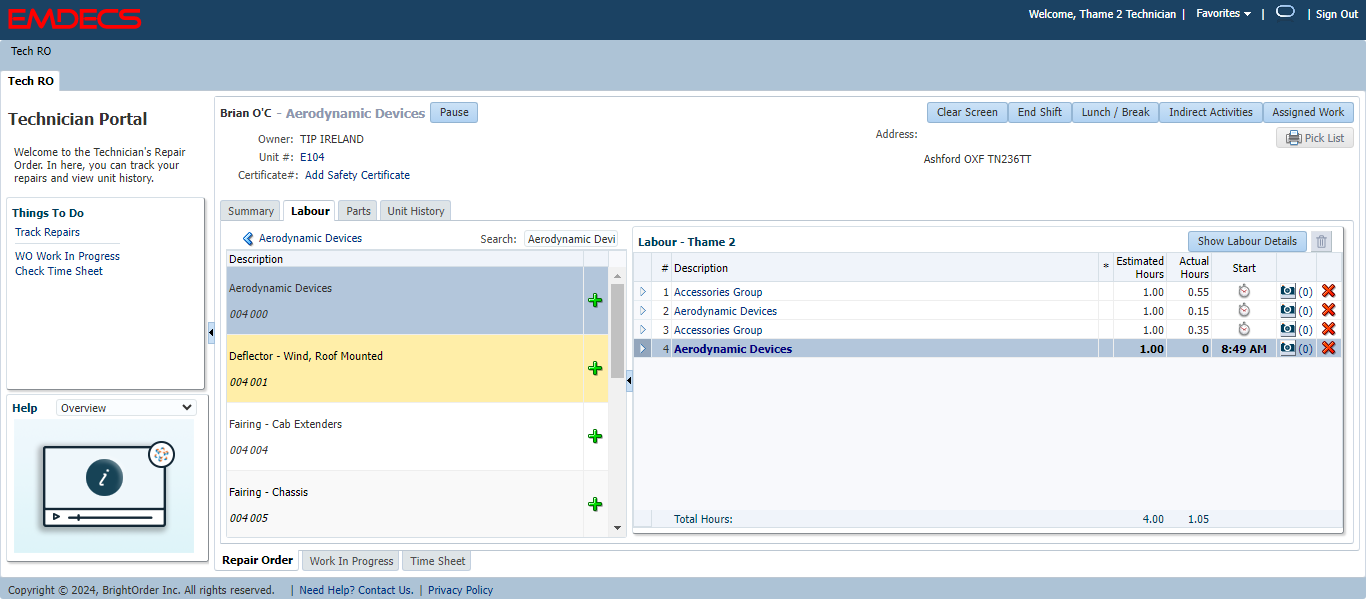 EMDECS
Welcome, Thame 2 Technician | Favorites | | Sign Out
Tech RO
Tech RO
Technician Portal
Welcome to the Technician's Repair
Order. In here, you can track your
repairs and view unit history.
Things To Do
Track Repairs
WO Work In Progress
Check Time Sheet
Help Overview
i
Brian O'C - Aerodynamic Devices Pause
Clear Screen End Shift Lunch / Break Indirect Activities Assigned Work
Owner: TIP IRELAND
Unit #: E104
Certificate#: Add Safety Certificate
Address:
Pick List
Ashford OXF TN236TT
Summary Labour Parts Unit History
Aerodynamic Devices Search: Aerodynamic Devi
Description
Aerodynamic Devices
004 000
Deflector - Wind, Roof Mounted
004 001
Fairing - Cab Extenders
004 004
Fairing - Chassis
004 005
Labour - Thame 2 Show Labour Details
# Description * Estimated Hours Actual Hours Start
1 Accessories Group 1.00 0.55 (0)
2 Aerodynamic Devices 1.00 0.15 (0)
3 Accessories Group 1.00 0.35 (0)
4 Aerodynamic Devices 1.00 0 8:49 AM (0)
Total Hours: 4.00 1.05
Repair Order Work In Progress Time Sheet
Copyright © 2024, BrightOrder Inc. All rights reserved. | Need Help? Contact Us. | Privacy Policy